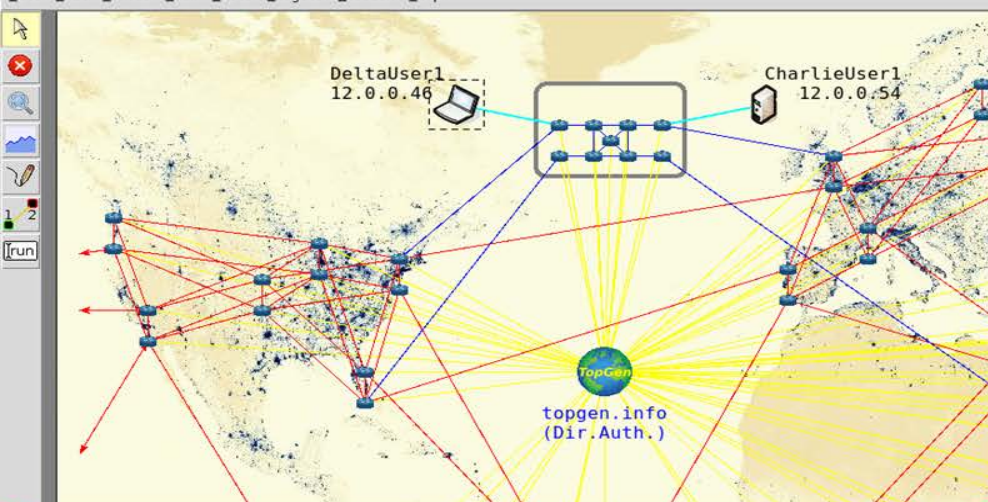 DeltaUser1
12.0.0.46
CharlieUser1
12.0.0.54
1 2
run
TopGen
topgen.info
(Dir.Auth.)